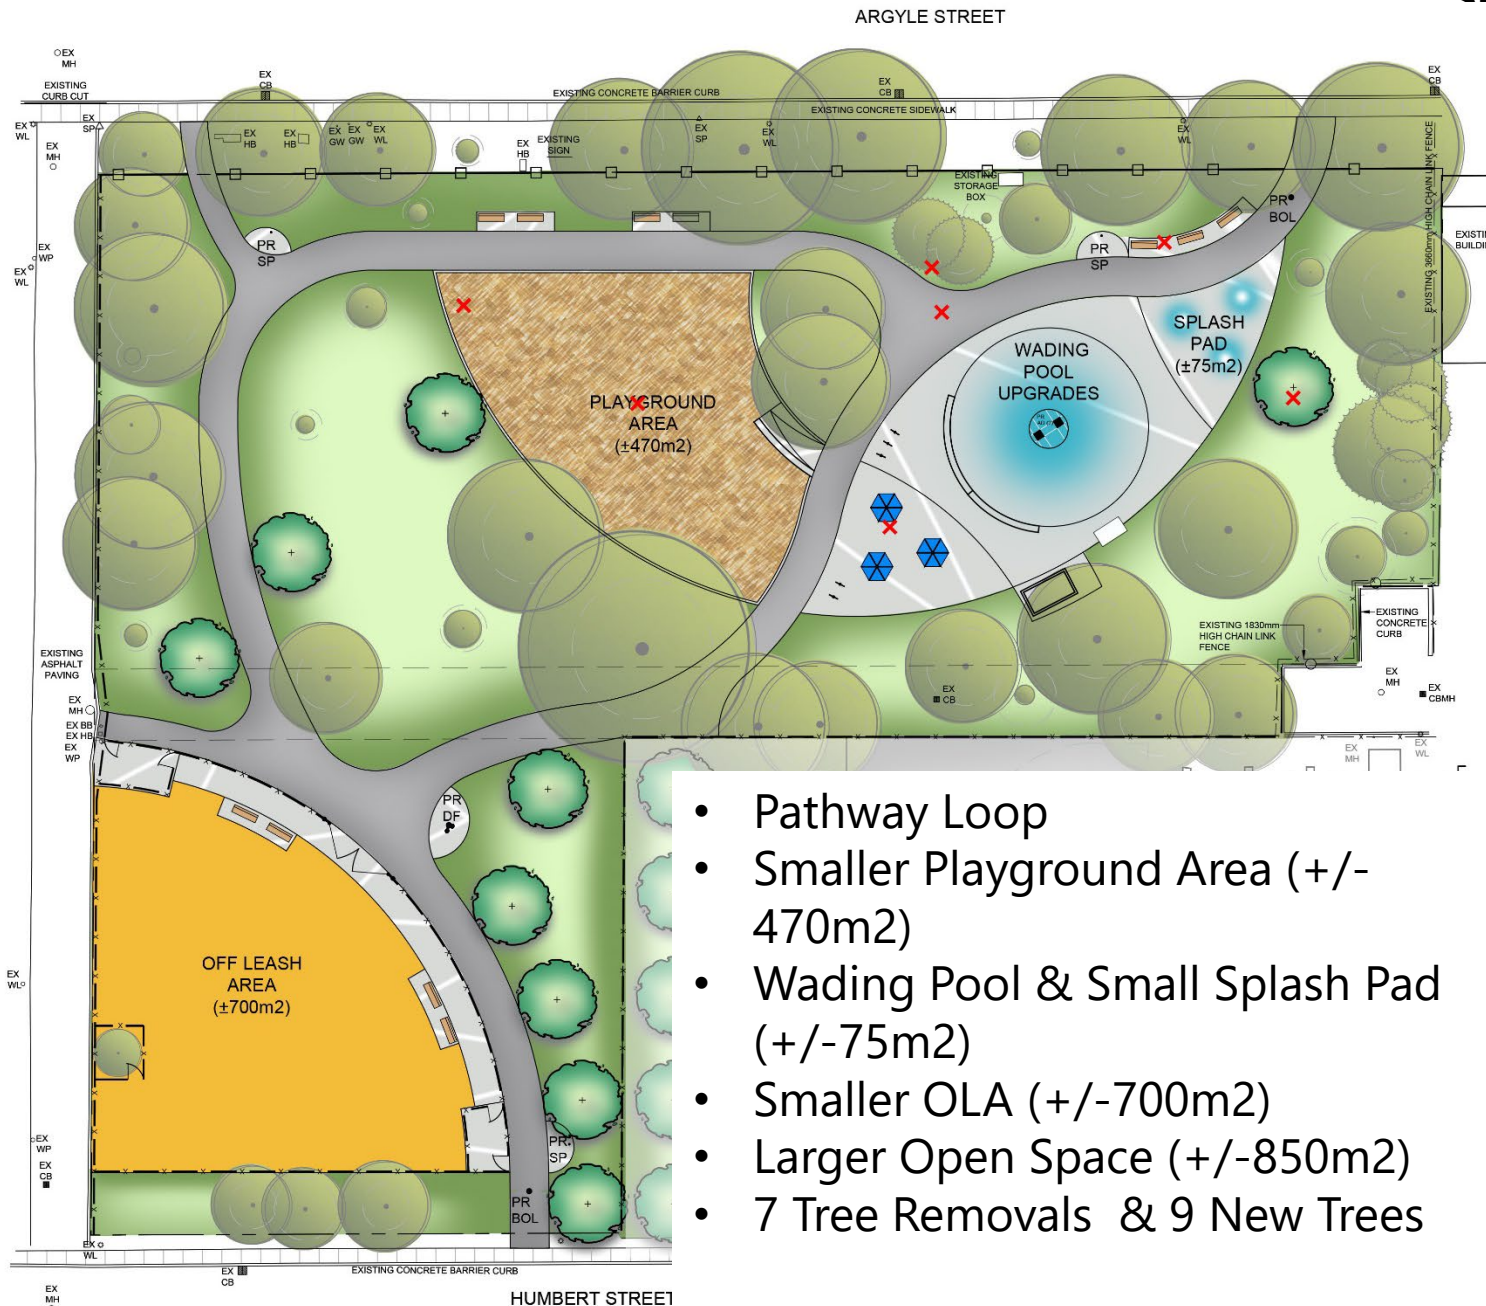 ARGYLE STREET
EX
MH
EXISTING
CURB CUT
EX
CB
EXISTING CONCRETE BARRIER CURB
EX
CB
EXISTING CONCRETE SIDEWALK
EX
CB
EX
WL
EX
SP
EX
MH
EX
HB
EX
HB
EX
GW
EX
GW
EX
WL
EX
HB
EXISTING
SIGN
EX
SP
EX
WL
EX
WL
EXISTING
STORAGE
BOX
EXISTING 3660mm HIGH CHAIN LINK FENCE
EX
WP
EX
WL
PR
SP
PR
SP
PR
BOL
EXISTI
BUILDI
SPLASH
PAD
(±75m2)
WADING
POOL
UPGRADES
PLAYGROUND
AREA
(±470m2)
EXISTING 1830mm
HIGH CHAIN LINK
FENCE
EXISTING
CONCRETE
CURB
EXISTING
ASPHALT
PAVING
EX
MH
EX BB
EX HB
EX
WP
EX
CB
EX
MH
EX
CBMH
EX
MH
EX
WL
PR
DF
OFF LEASH
AREA
(±700m2)
EX
WL
EX
WP
EX
CB
PR
SP
PR
BOL
EX
WL
EX
CB
EXISTING CONCRETE BARRIER CURB
EX
MH
HUMBERT STREET
• Pathway Loop
• Smaller Playground Area (+/-
470m2)
• Wading Pool & Small Splash Pad
(+/-75m2)
• Smaller OLA (+/-700m2)
• Larger Open Space (+/-850m2)
• 7 Tree Removals & 9 New Trees